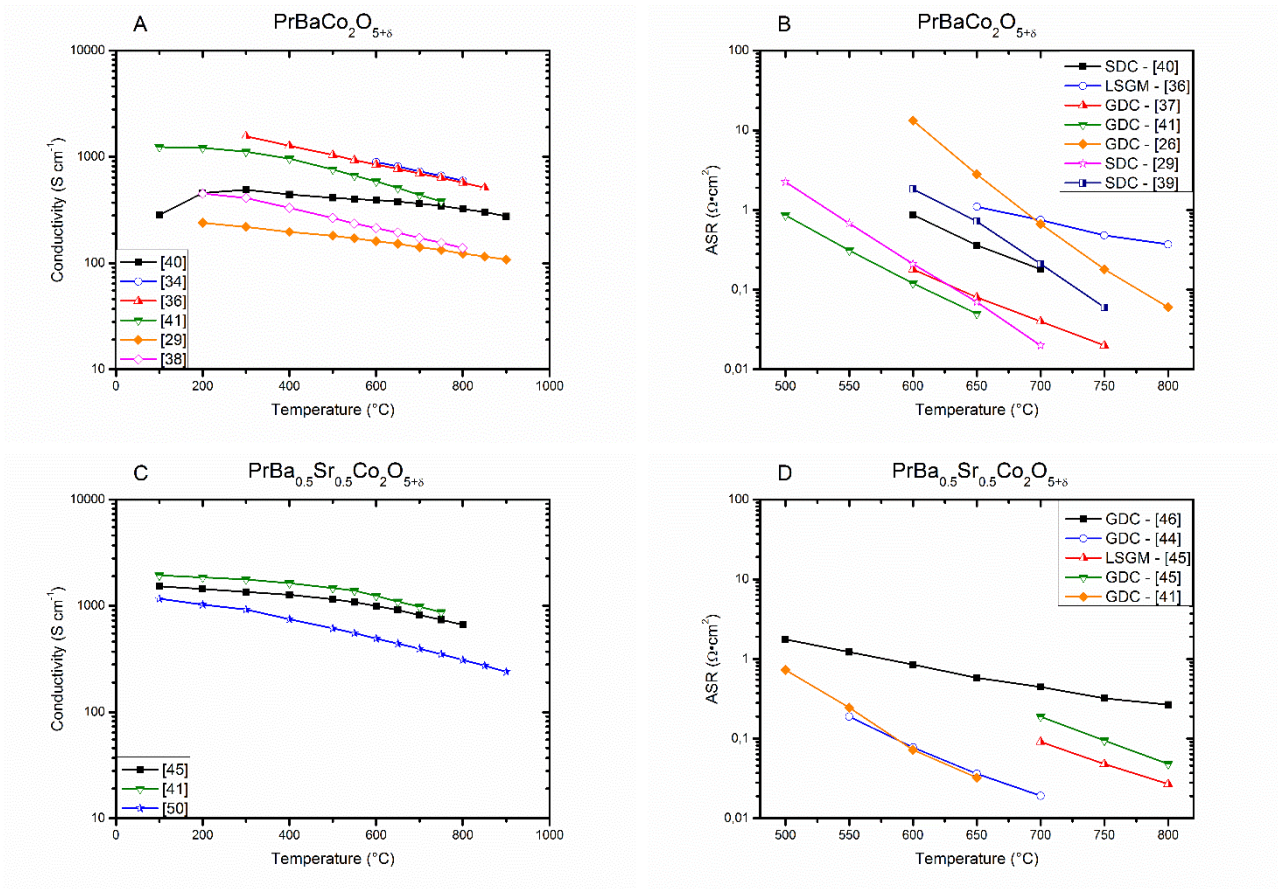 A PrBaCo₂O₅₊δ
10000
1000
100
10
Conductivity (S cm⁻¹)
[40]
[34]
[36]
[41]
[29]
[38]
0 200 400 600 800 1000
Temperature (°C)
B PrBaCo₂O₅₊δ
100
10
1
0,1
0,01
ASR (Ω•cm²)
SDC - [40]
LSGM - [36]
GDC - [37]
GDC - [41]
GDC - [26]
SDC - [29]
SDC - [39]
500 550 600 650 700 750 800
Temperature (°C)
C PrBa₀.₅Sr₀.₅Co₂O₅₊δ
10000
1000
100
10
Conductivity (S cm⁻¹)
[45]
[41]
[50]
0 200 400 600 800 1000
Temperature (°C)
D PrBa₀.₅Sr₀.₅Co₂O₅₊δ
100
10
1
0,1
0,01
ASR (Ω•cm²)
GDC - [46]
GDC - [44]
LSGM - [45]
GDC - [45]
GDC - [41]
500 550 600 650 700 750 800
Temperature (°C)